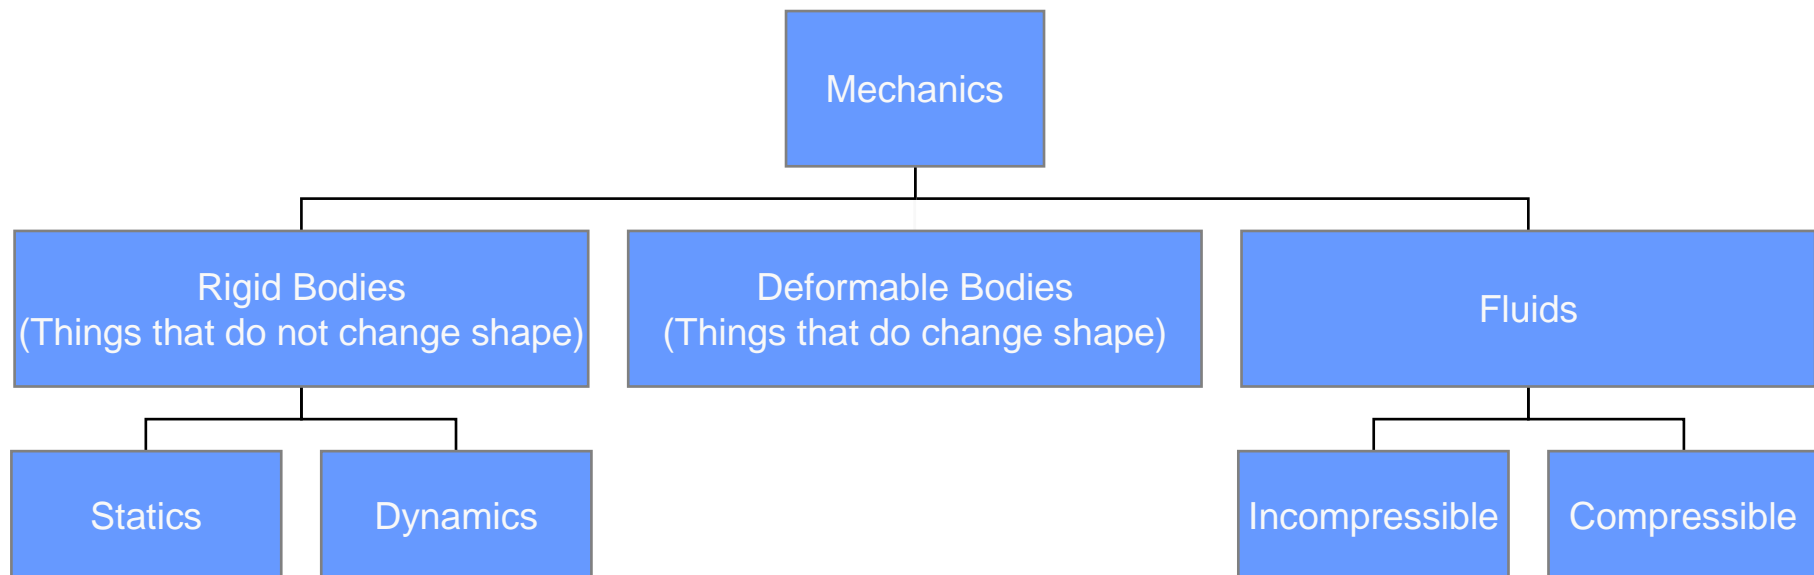 Mechanics
Rigid Bodies
(Things that do not change shape)
Deformable Bodies
(Things that do change shape)
Fluids
Statics
Dynamics
Incompressible
Compressible